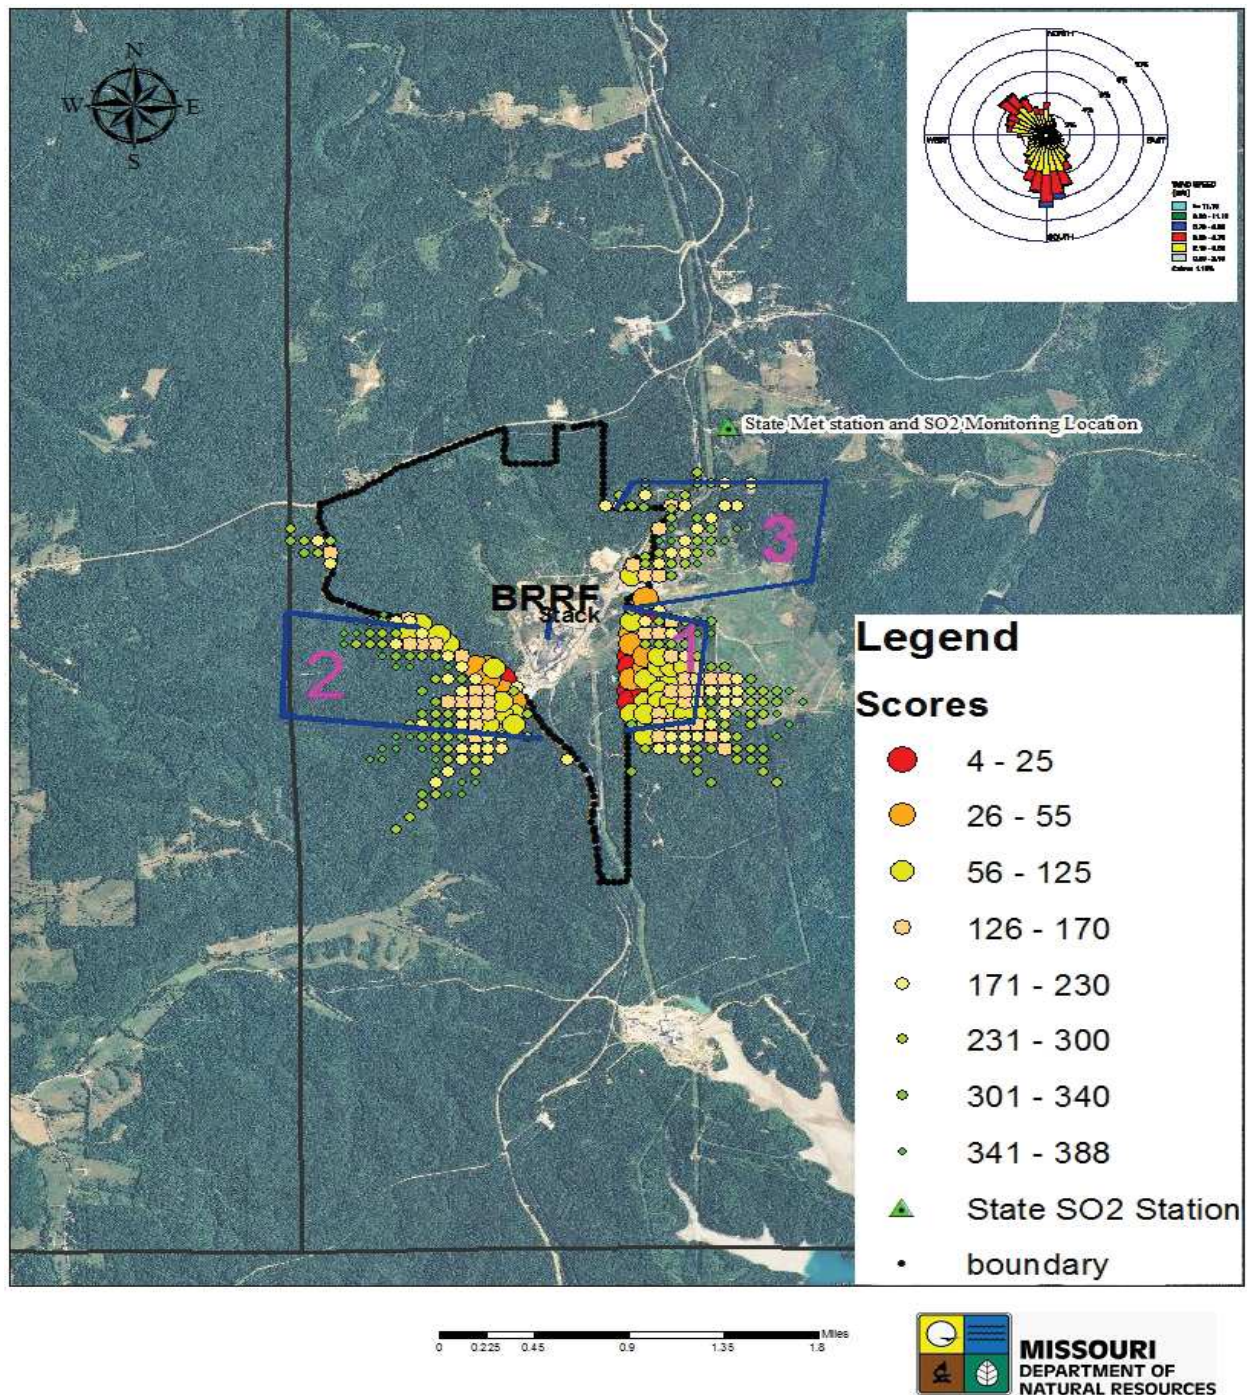 N
W E
S
NORTH
WEST
EAST
SOUTH
WIND SPEED
(m/s)
State Met station and SO2 Monitoring Location
3
BRRF
Stack
1
2
Legend
Scores
4 - 25
26 - 55
56 - 125
126 - 170
171 - 230
231 - 300
301 - 340
341 - 388
State SO2 Station
boundary
Miles
0 0.225 0.45 0.9 1.35 1.8
MISSOURI
DEPARTMENT OF
NATURAL RESOURCES